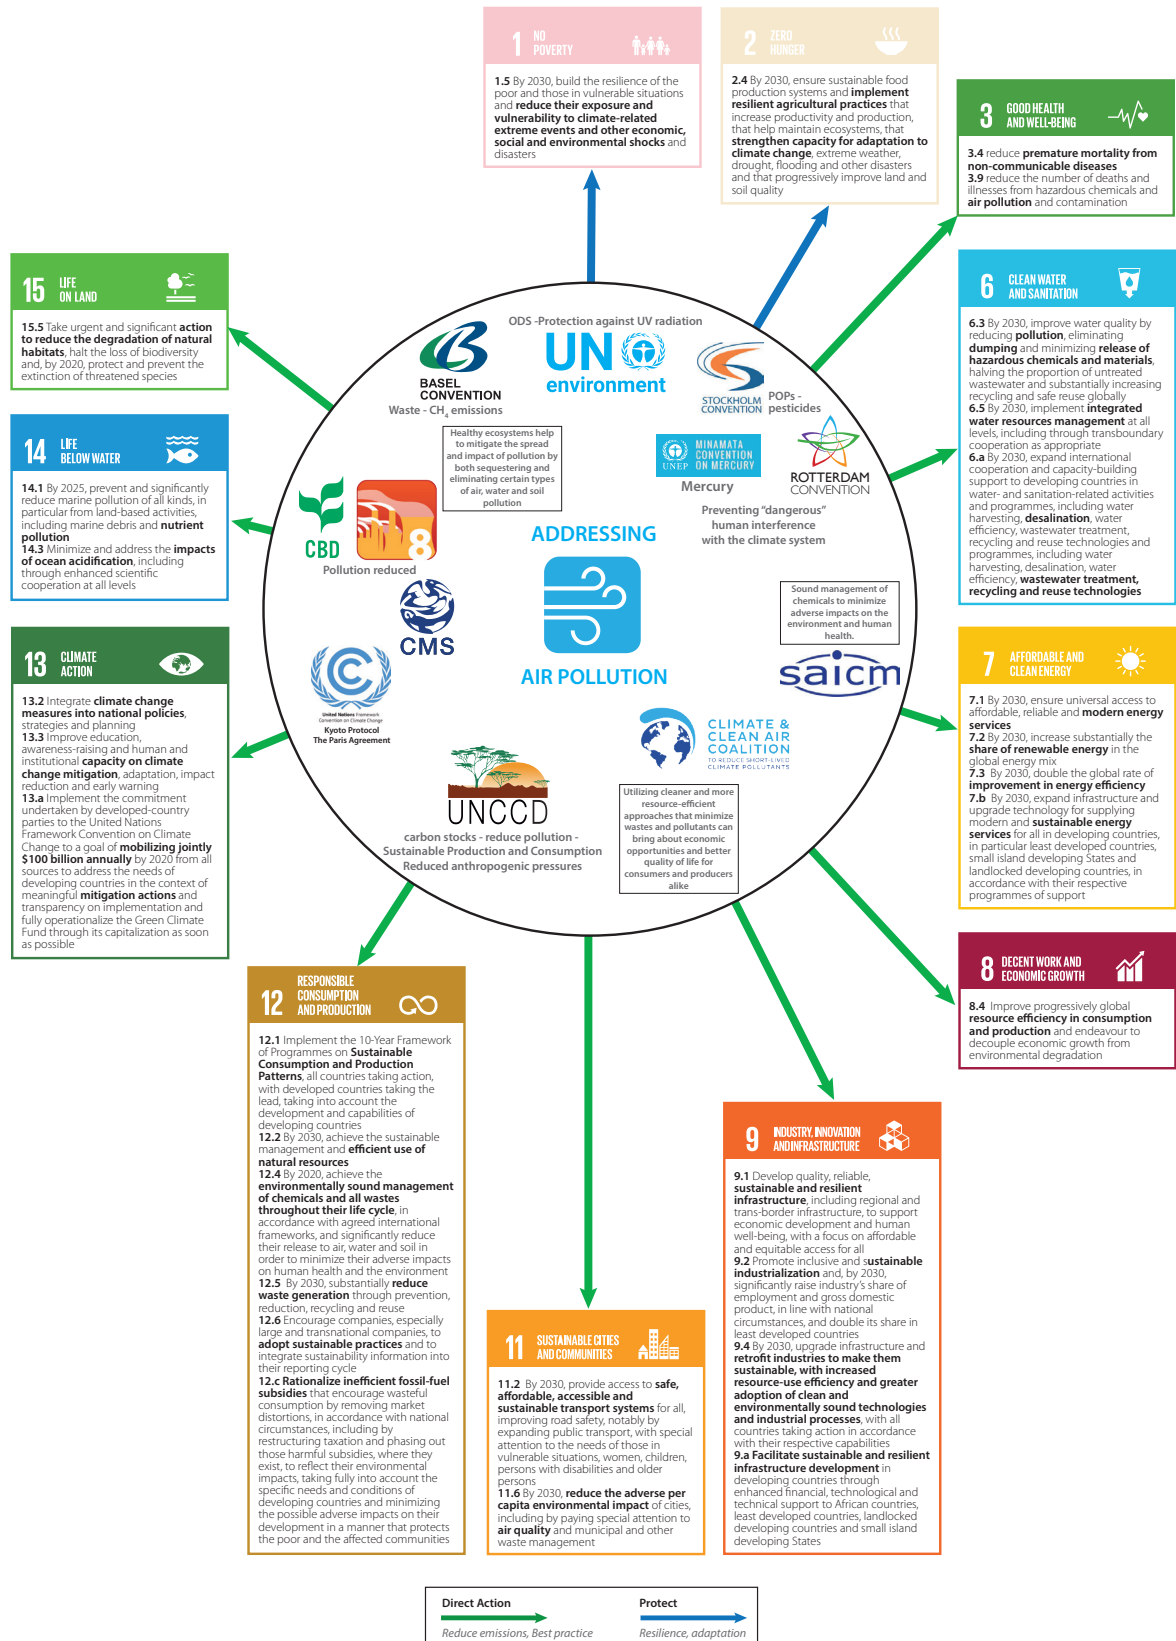 1 NO
POVERTY
1.5 By 2030, build the resilience of the
poor and those in vulnerable situations
and reduce their exposure and
vulnerability to climate-related
extreme events and other economic,
social and environmental shocks and
disasters
2 ZERO
HUNGER
2.4 By 2030, ensure sustainable food
production systems and implement
resilient agricultural practices that
increase productivity and production,
that help maintain ecosystems, that
strengthen capacity for adaptation to
climate change, extreme weather,
drought, flooding and other disasters
and that progressively improve land and
soil quality
3 GOOD HEALTH
AND WELL-BEING
3.4 reduce premature mortality from
non-communicable diseases
3.9 reduce the number of deaths and
illnesses from hazardous chemicals and
air pollution and contamination
15 LIFE
ON LAND
15.5 Take urgent and significant action
to reduce the degradation of natural
habitats, halt the loss of biodiversity
and, by 2020, protect and prevent the
extinction of threatened species
6 CLEAN WATER
AND SANITATION
6.3 By 2030, improve water quality by
reducing pollution, eliminating
dumping and minimizing release of
hazardous chemicals and materials,
halving the proportion of untreated
wastewater and substantially increasing
recycling and safe reuse globally
6.5 By 2030, implement integrated
water resources management at all
levels, including through transboundary
cooperation as appropriate
6.a By 2030, expand international
cooperation and capacity-building
support to developing countries in
water- and sanitation-related activities
and programmes, including water
harvesting, desalination, water
efficiency, wastewater treatment,
recycling and reuse technologies and
programmes, including water
harvesting, desalination, water
efficiency, wastewater treatment,
recycling and reuse technologies
14 LIFE
BELOW WATER
14.1 By 2025, prevent and significantly
reduce marine pollution of all kinds, in
particular from land-based activities,
including marine debris and nutrient
pollution
14.3 Minimize and address the impacts
of ocean acidification, including
through enhanced scientific
cooperation at all levels
ODS -Protection against UV radiation
BASEL
CONVENTION
Waste - CH4 emissions
UN
environment
STOCKHOLM
CONVENTION
POPs -
pesticides
Healthy ecosystems help
to mitigate the spread
and impact of pollution by
both sequestering and
eliminating certain types
of air, water and soil
pollution
UNEP
MINAMATA
CONVENTION
ON MERCURY
Mercury
ROTTERDAM
CONVENTION
Preventing “dangerous”
human interference
with the climate system
CBD
8
Pollution reduced
ADDRESSING
AIR POLLUTION
CMS
Sound management of
chemicals to minimize
adverse impacts on the
environment and human
health.
saicm
United Nations Framework
Convention on Climate Change
Kyoto Protocol
The Paris Agreement
CLIMATE &
CLEAN AIR
COALITION
TO REDUCE SHORT-LIVED
CLIMATE POLLUTANTS
UNCCD
carbon stocks - reduce pollution -
Sustainable Production and Consumption
Reduced anthropogenic pressures
Utilizing cleaner and more
resource-efficient
approaches that minimize
wastes and pollutants can
bring about economic
opportunities and better
quality of life for
consumers and producers
alike
13 CLIMATE
ACTION
13.2 Integrate climate change
measures into national policies,
strategies and planning
13.3 Improve education,
awareness-raising and human and
institutional capacity on climate
change mitigation, adaptation, impact
reduction and early warning
13.a Implement the commitment
undertaken by developed-country
parties to the United Nations
Framework Convention on Climate
Change to a goal of mobilizing jointly
$100 billion annually by 2020 from all
sources to address the needs of
developing countries in the context of
meaningful mitigation actions and
transparency on implementation and
fully operationalize the Green Climate
Fund through its capitalization as soon
as possible
7 AFFORDABLE AND
CLEAN ENERGY
7.1 By 2030, ensure universal access to
affordable, reliable and modern energy
services
7.2 By 2030, increase substantially the
share of renewable energy in the
global energy mix
7.3 By 2030, double the global rate of
improvement in energy efficiency
7.b By 2030, expand infrastructure and
upgrade technology for supplying
modern and sustainable energy
services for all in developing countries,
in particular least developed countries,
small island developing States and
landlocked developing countries, in
accordance with their respective
programmes of support
8 DECENT WORK AND
ECONOMIC GROWTH
8.4 Improve progressively global
resource efficiency in consumption
and production and endeavour to
decouple economic growth from
environmental degradation
12 RESPONSIBLE
CONSUMPTION
AND PRODUCTION
12.1 Implement the 10-Year Framework
of Programmes on Sustainable
Consumption and Production
Patterns, all countries taking action,
with developed countries taking the
lead, taking into account the
development and capabilities of
developing countries
12.2 By 2030, achieve the sustainable
management and efficient use of
natural resources
12.4 By 2020, achieve the
environmentally sound management
of chemicals and all wastes
throughout their life cycle, in
accordance with agreed international
frameworks, and significantly reduce
their release to air, water and soil in
order to minimize their adverse impacts
on human health and the environment
12.5 By 2030, substantially reduce
waste generation through prevention,
reduction, recycling and reuse
12.6 Encourage companies, especially
large and transnational companies, to
adopt sustainable practices and to
integrate sustainability information into
their reporting cycle
12.c Rationalize inefficient fossil-fuel
subsidies that encourage wasteful
consumption by removing market
distortions, in accordance with national
circumstances, including by
restructuring taxation and phasing out
those harmful subsidies, where they
exist, to reflect their environmental
impacts, taking fully into account the
specific needs and conditions of
developing countries and minimizing
the possible adverse impacts on their
development in a manner that protects
the poor and the affected communities
11 SUSTAINABLE CITIES
AND COMMUNITIES
11.2 By 2030, provide access to safe,
affordable, accessible and
sustainable transport systems for all,
improving road safety, notably by
expanding public transport, with special
attention to the needs of those in
vulnerable situations, women, children,
persons with disabilities and older
persons
11.6 By 2030, reduce the adverse per
capita environmental impact of cities,
including by paying special attention to
air quality and municipal and other
waste management
9 INDUSTRY, INNOVATION
AND INFRASTRUCTURE
9.1 Develop quality, reliable,
sustainable and resilient
infrastructure, including regional and
trans-border infrastructure, to support
economic development and human
well-being, with a focus on affordable
and equitable access for all
9.2 Promote inclusive and sustainable
industrialization and, by 2030,
significantly raise industry's share of
employment and gross domestic
product, in line with national
circumstances, and double its share in
least developed countries
9.4 By 2030, upgrade infrastructure and
retrofit industries to make them
sustainable, with increased
resource-use efficiency and greater
adoption of clean and
environmentally sound technologies
and industrial processes, with all
countries taking action in accordance
with their respective capabilities
9.a Facilitate sustainable and resilient
infrastructure development in
developing countries through
enhanced financial, technological and
technical support to African countries,
least developed countries, landlocked
developing countries and small island
developing States
Direct Action
Reduce emissions, Best practice
Protect
Resilience, adaptation